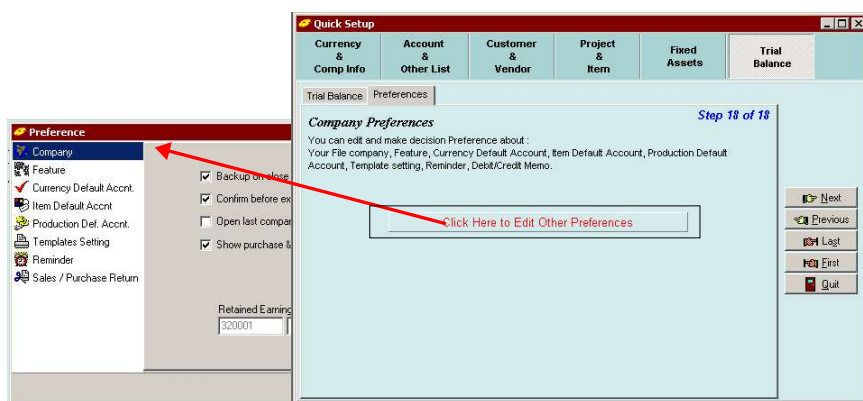 Quick Setup
Currency
&
Comp Info
Account
&
Other List
Customer
&
Vendor
Project
&
Item
Fixed
Assets
Trial
Balance
Trial Balance
Preferences
Company Preferences
Step 18 of 18
You can edit and make decision Preference about :
Your File company, Feature, Currency Default Account, Item Default Account, Production Default
Account, Template setting, Reminder, Debit/Credit Memo.
Click Here to Edit Other Preferences
Next
Previous
Last
First
Quit
Preference
Company
Feature
Currency Default Accnt.
Item Default Accnt
Production Def. Accnt.
Templates Setting
Reminder
Sales / Purchase Return
Backup on close
Confirm before ex
Open last compar
Show purchase &
Retained Earning
320001